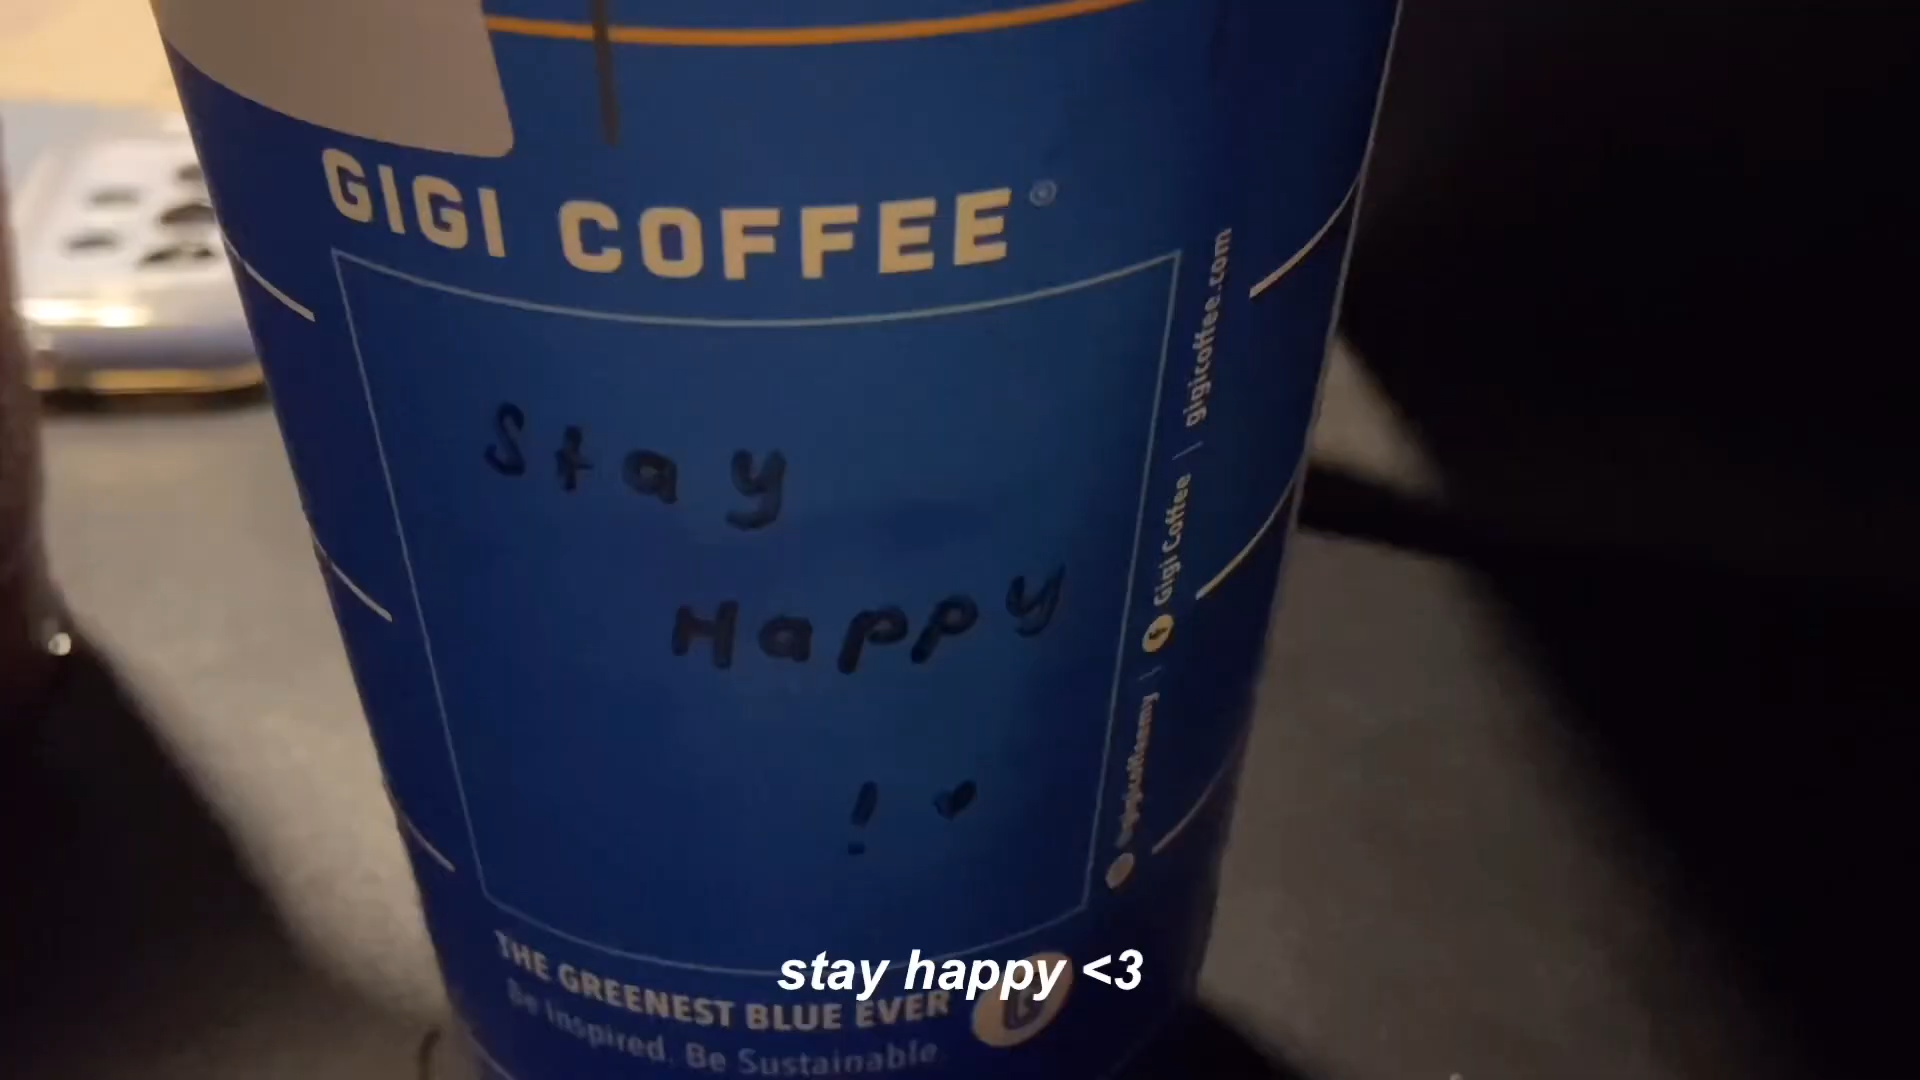 GIGI COFFEE®
Stay
Happy
! ♥
gigicoffeemy | Gigi Coffee | gigicoffee.com
THE GREENEST BLUE EVER
Be Inspired. Be Sustainable.
stay happy <3